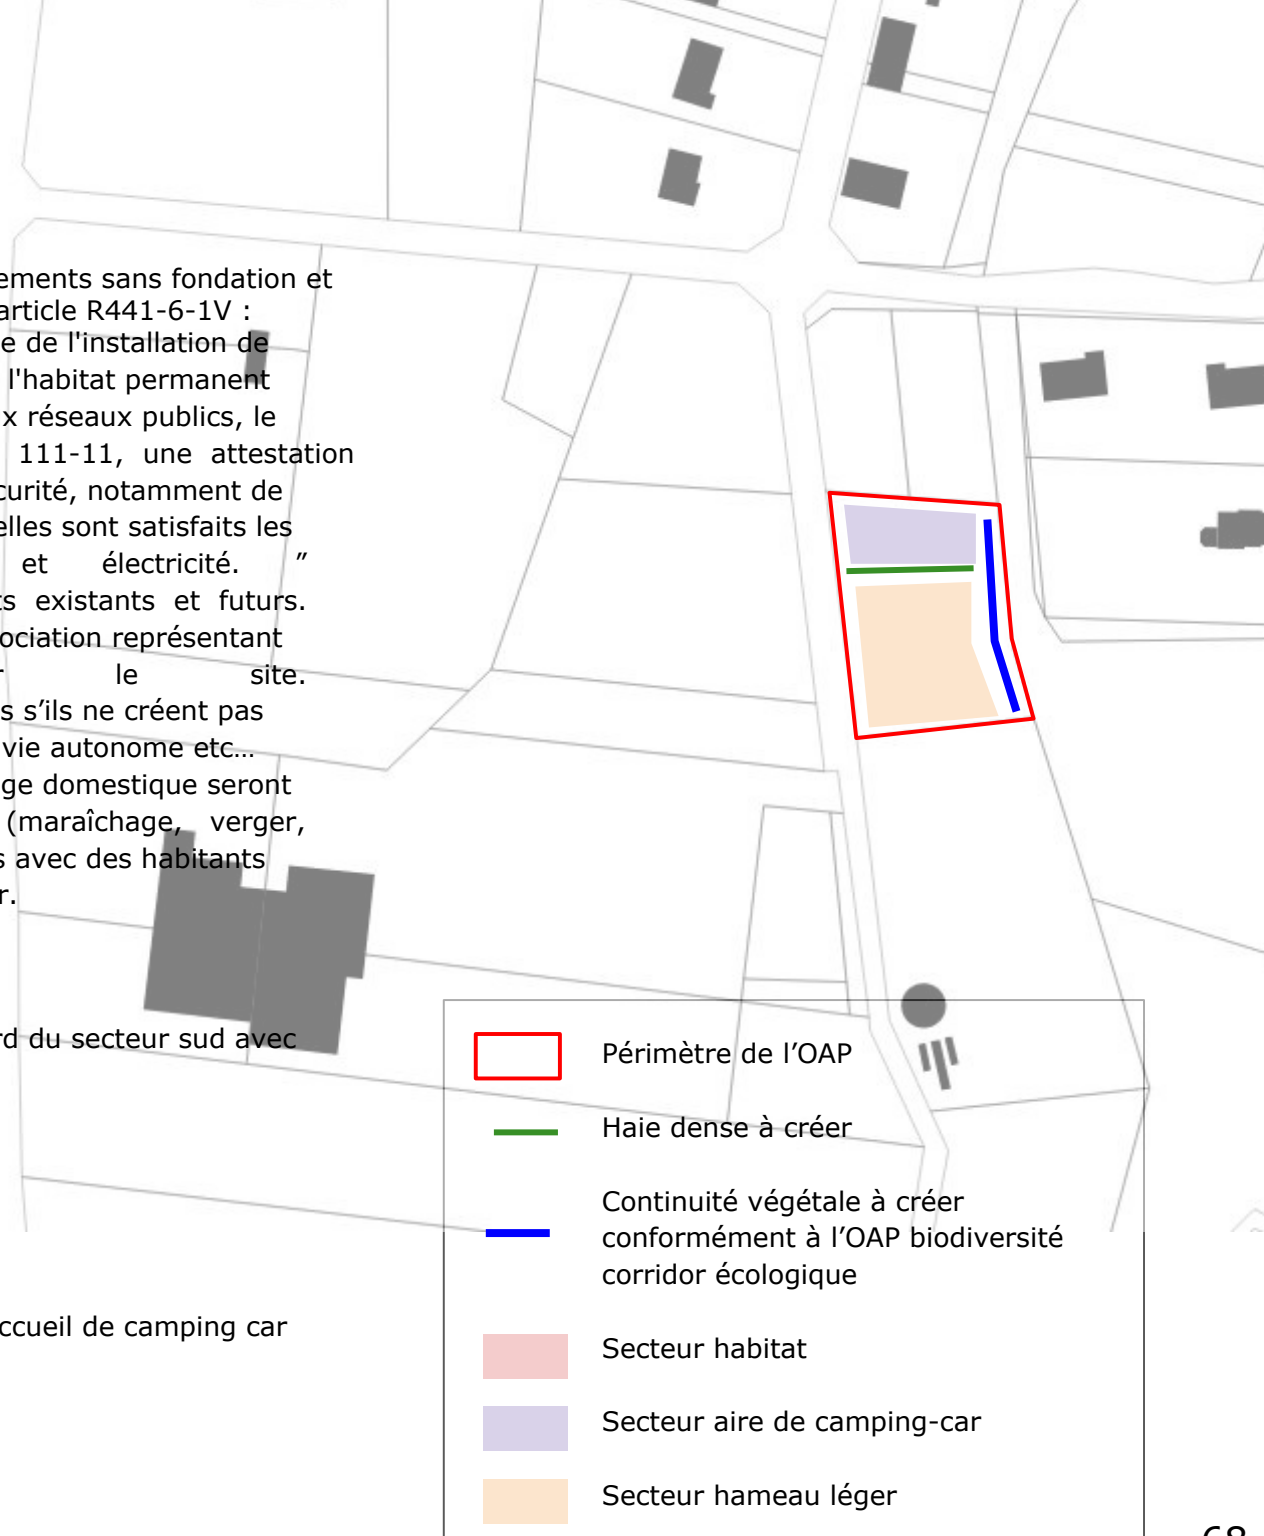 ements sans fondation et
article R441-6-1V :
e de l'installation de
l'habitat permanent
x réseaux publics, le
111-11, une attestation
curité, notamment de
elles sont satisfaits les
et électricité. ”
ts existants et futurs.
ociation représentant
r le site.
s s’ils ne créent pas
vie autonome etc…
ge domestique seront
(maraîchage, verger,
s avec des habitants
r.
rd du secteur sud avec
ccueil de camping car
Périmètre de l’OAP
Haie dense à créer
Continuité végétale à créer
conformément à l’OAP biodiversité
corridor écologique
Secteur habitat
Secteur aire de camping-car
Secteur hameau léger
68